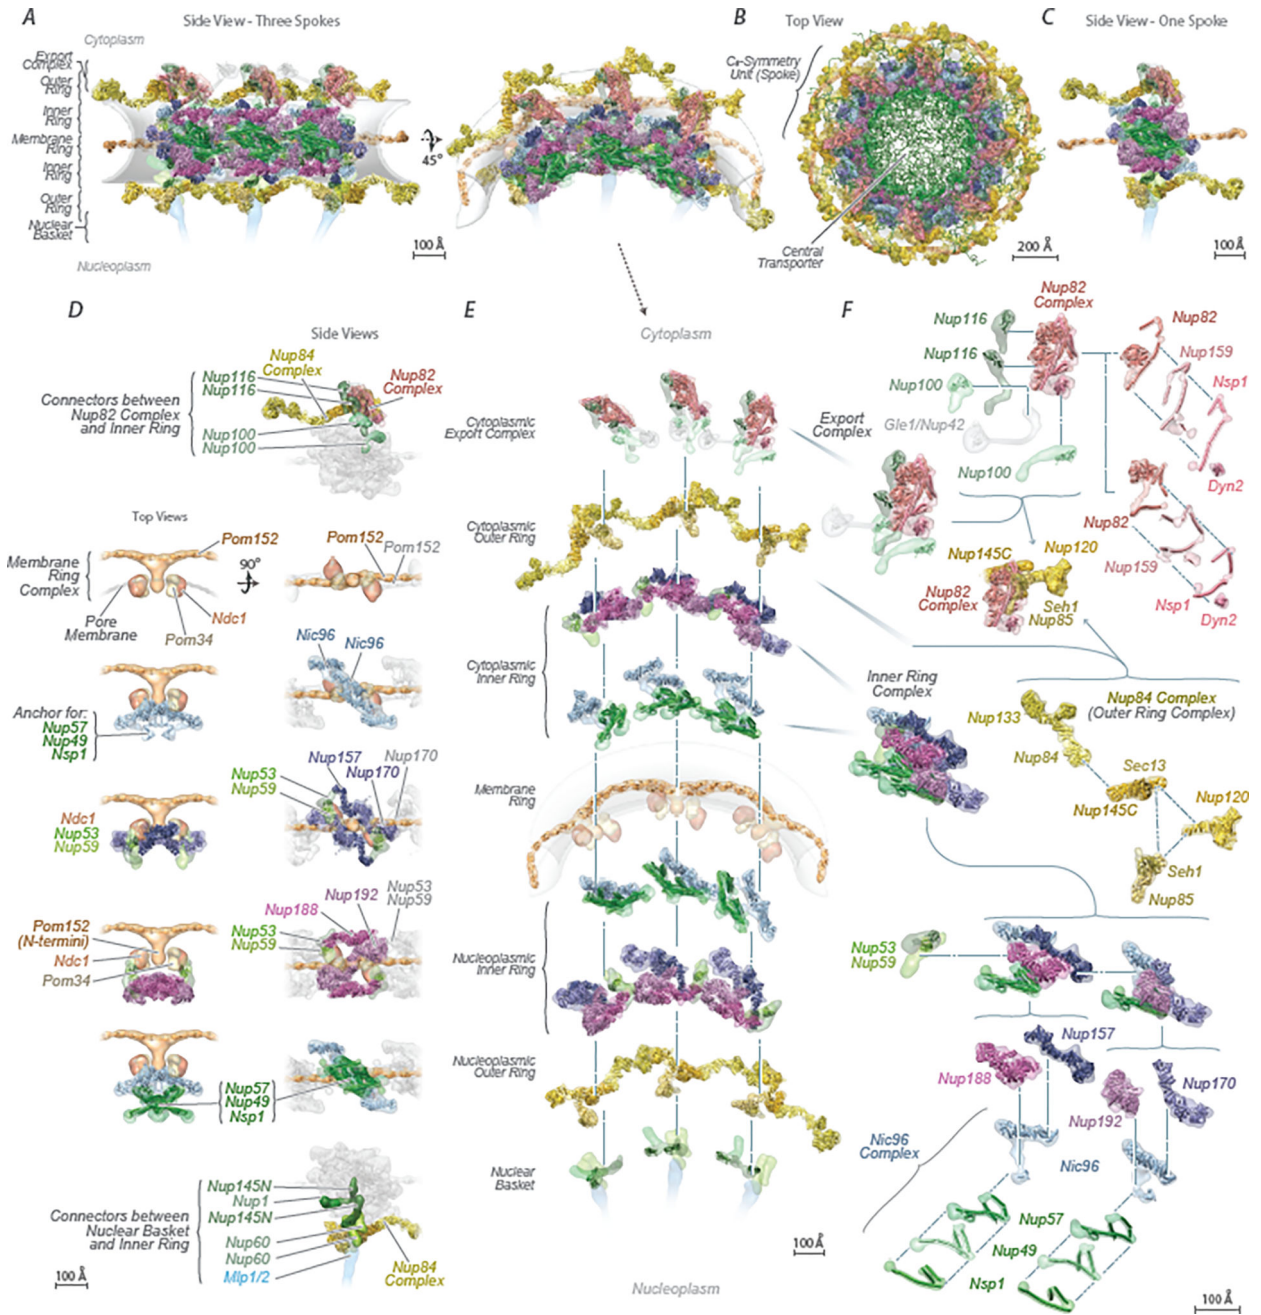 A
Side View - Three Spokes
Cytoplasm
Export
Complex
Outer
Ring
Inner
Ring
Membrane
Ring
Inner
Ring
Outer
Ring
Nuclear
Basket
Nucleoplasm
45°
100 Å
B
Top View
C₈-Symmetry
Unit (Spoke)
Central
Transporter
200 Å
C
Side View - One Spoke
100 Å
D
Side Views
Nup84
Complex
Nup116
Nup116
Nup82
Complex
Connectors between
Nup82 Complex
and Inner Ring
Nup100
Nup100
Top Views
Pom152
Membrane
Ring
Complex
90°
Pom152
Pom152
Pore
Membrane
Ndc1
Pom34
Nic96
Nic96
Anchor for:
Nup57
Nup49
Nsp1
Nup157
Nup170
Nup170
Nup53
Nup59
Ndc1
Nup53
Nup59
Nup192
Nup53
Nup59
Nup188
Nup53
Nup59
Pom152
(N-termini)
Ndc1
Pom34
Nup57
Nup49
Nsp1
Nup145N
Nup1
Nup145N
Connectors between
Nuclear Basket
and Inner Ring
Nup60
Nup60
Mlp1/2
Nup84
Complex
100 Å
E
Cytoplasm
Cytoplasmic
Export Complex
Cytoplasmic
Outer Ring
Cytoplasmic
Inner Ring
Membrane
Ring
Nucleoplasmic
Inner Ring
Nucleoplasmic
Outer Ring
Nuclear
Basket
100 Å
Nucleoplasm
F
Nup82
Complex
Nup116
Nup116
Nup100
Gle1/Nup42
Nup100
Export
Complex
Nup82
Nup159
Nsp1
Dyn2
Nup82
Nup159
Nsp1
Dyn2
Nup145C
Nup120
Nup82
Complex
Seh1
Nup85
Inner Ring
Complex
Nup84 Complex
(Outer Ring Complex)
Nup133
Nup84
Sec13
Nup145C
Nup120
Seh1
Nup85
Nup53
Nup59
Nup157
Nup188
Nup170
Nup192
Nic96
Complex
Nic96
Nup57
Nup49
Nsp1
100 Å